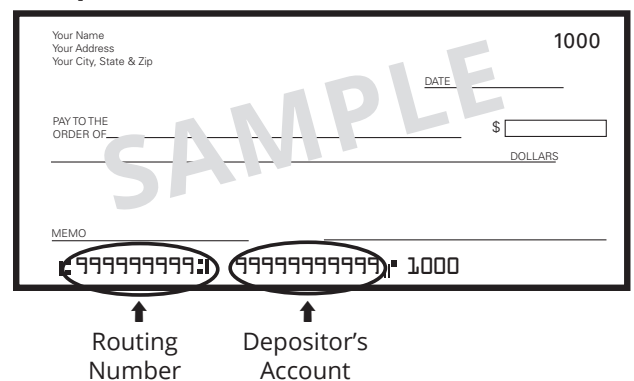 Your Name
Your Address
Your City, State & Zip
1000
DATE
PAY TO THE
ORDER OF
$
DOLLARS
SAMPLE
MEMO
⑆999999999⑆ 99999999999⑈ 1000
Routing
Number
Depositor's
Account